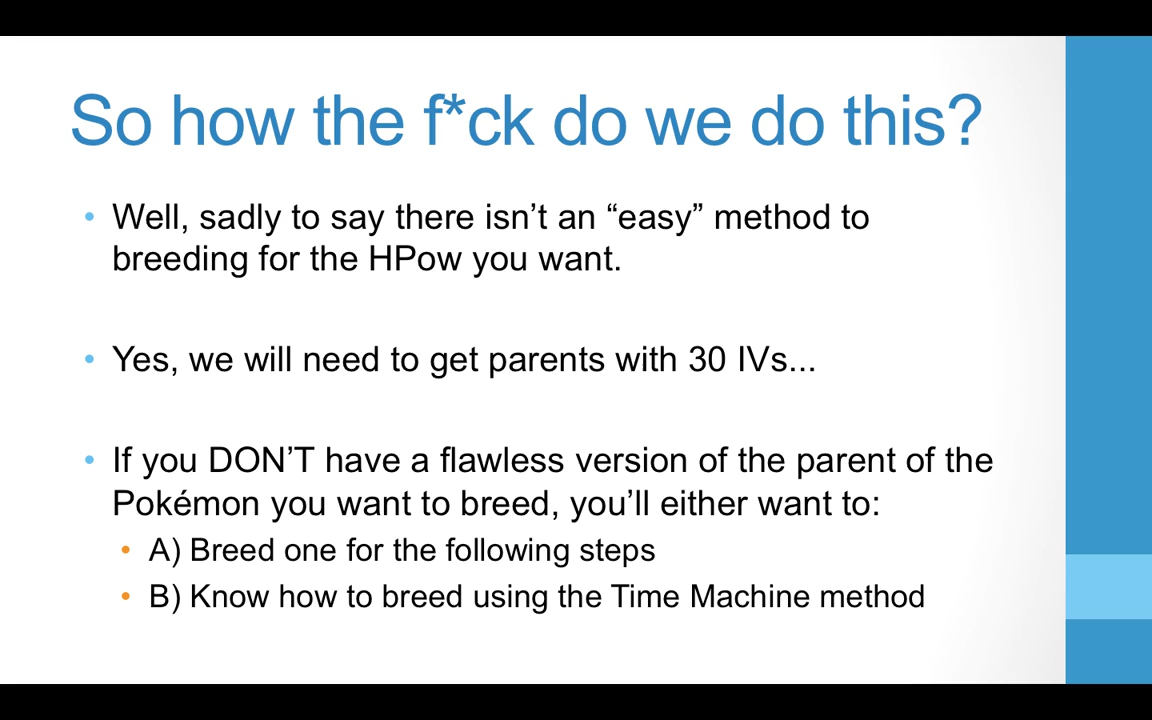 So how the f*ck do we do this?
• Well, sadly to say there isn’t an “easy” method to
breeding for the HPow you want.
• Yes, we will need to get parents with 30 IVs...
• If you DON’T have a flawless version of the parent of the
Pokémon you want to breed, you’ll either want to:
• A) Breed one for the following steps
• B) Know how to breed using the Time Machine method